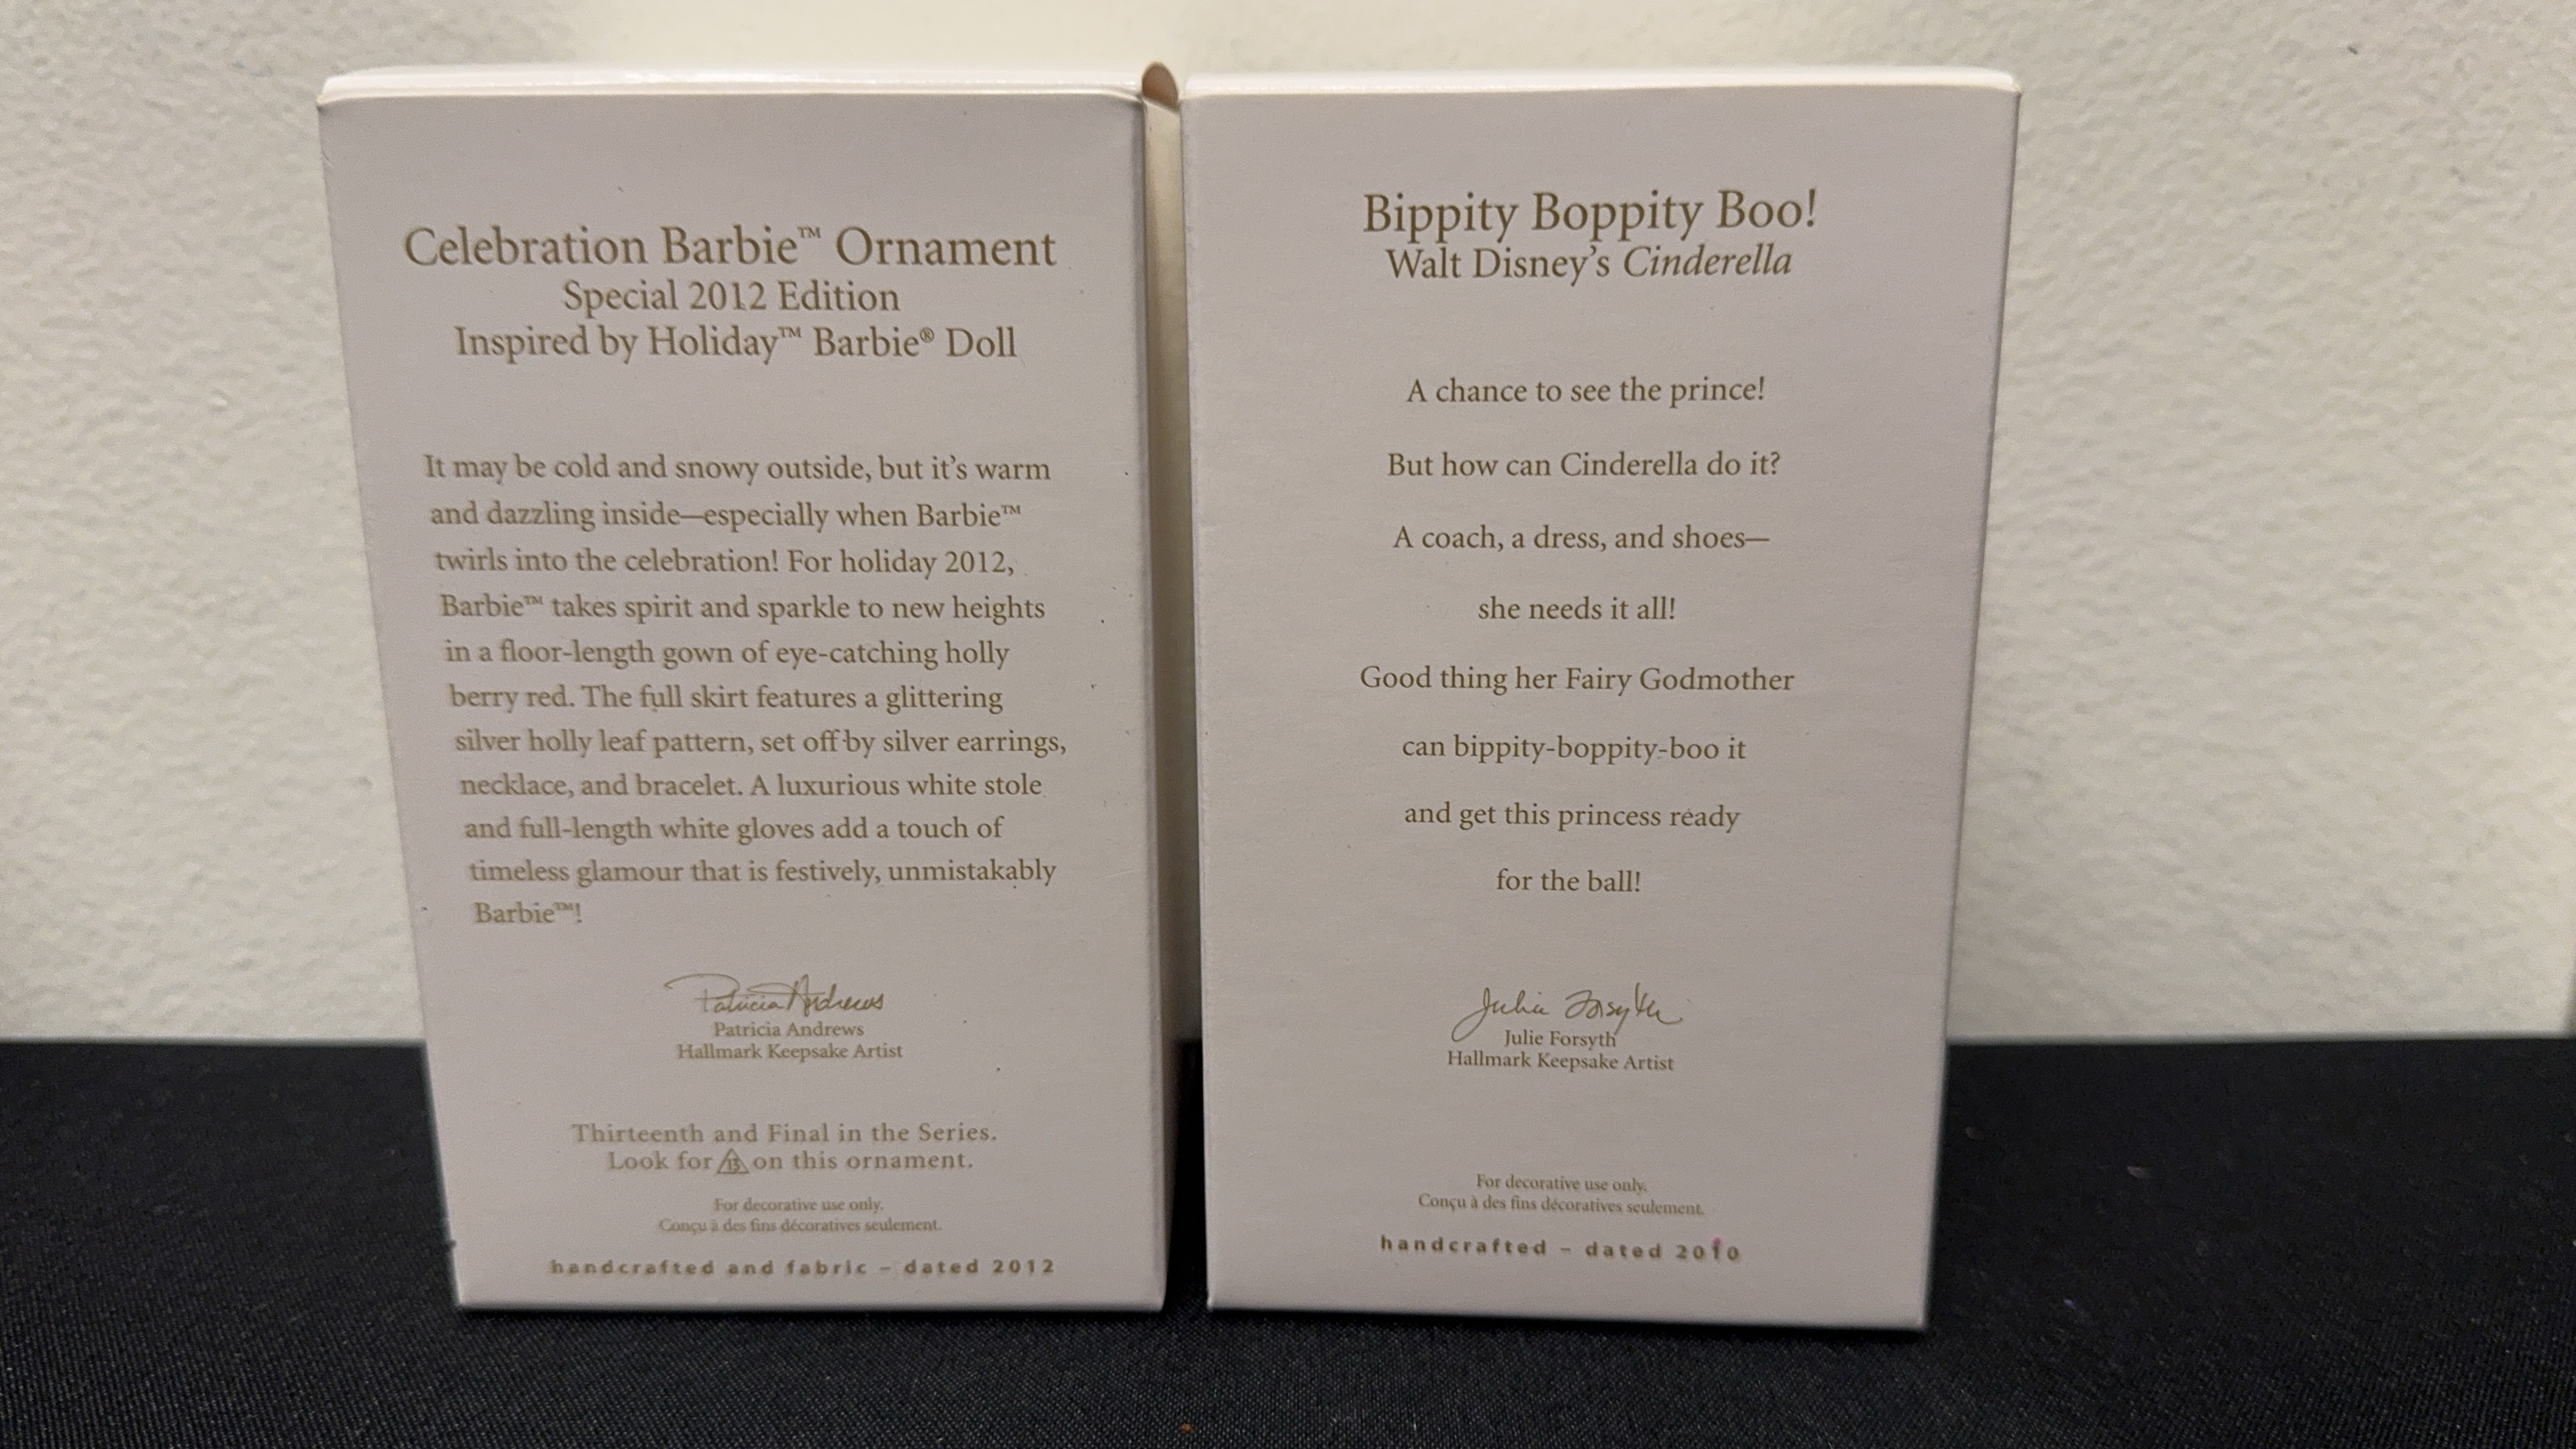 Celebration Barbie™ Ornament
Special 2012 Edition
Inspired by Holiday™ Barbie® Doll
It may be cold and snowy outside, but it's warm
and dazzling inside—especially when Barbie™
twirls into the celebration! For holiday 2012,
Barbie™ takes spirit and sparkle to new heights
in a floor-length gown of eye-catching holly
berry red. The full skirt features a glittering
silver holly leaf pattern, set off by silver earrings,
necklace, and bracelet. A luxurious white stole
and full-length white gloves add a touch of
timeless glamour that is festively, unmistakably
Barbie™!
Patricia Andrews
Patricia Andrews
Hallmark Keepsake Artist
Thirteenth and Final in the Series.
Look for 13 on this ornament.
For decorative use only.
Conçu à des fins décoratives seulement.
handcrafted and fabric – dated 2012
Bippity Boppity Boo!
Walt Disney's Cinderella
A chance to see the prince!
But how can Cinderella do it?
A coach, a dress, and shoes—
she needs it all!
Good thing her Fairy Godmother
can bippity-boppity-boo it
and get this princess ready
for the ball!
Julie Forsyth
Julie Forsyth
Hallmark Keepsake Artist
For decorative use only.
Conçu à des fins décoratives seulement.
handcrafted – dated 2010